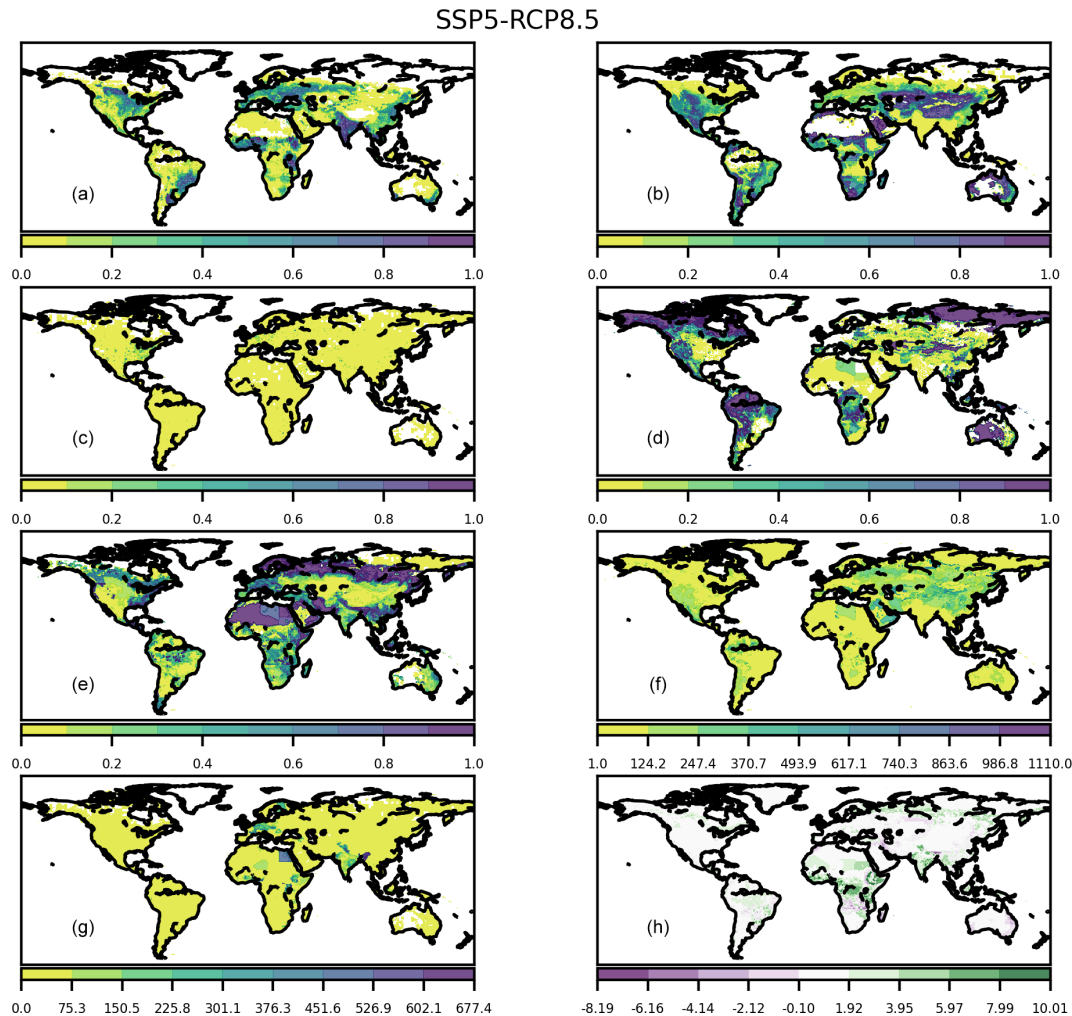 SSP5-RCP8.5
(a)
(b)
0.0 0.2 0.4 0.6 0.8 1.0
0.0 0.2 0.4 0.6 0.8 1.0
(c)
(d)
0.0 0.2 0.4 0.6 0.8 1.0
0.0 0.2 0.4 0.6 0.8 1.0
(e)
(f)
0.0 0.2 0.4 0.6 0.8 1.0
1.0 124.2 247.4 370.7 493.9 617.1 740.3 863.6 986.8 1110.0
(g)
(h)
0.0 75.3 150.5 225.8 301.1 376.3 451.6 526.9 602.1 677.4
-8.19 -6.16 -4.14 -2.12 -0.10 1.92 3.95 5.97 7.99 10.01